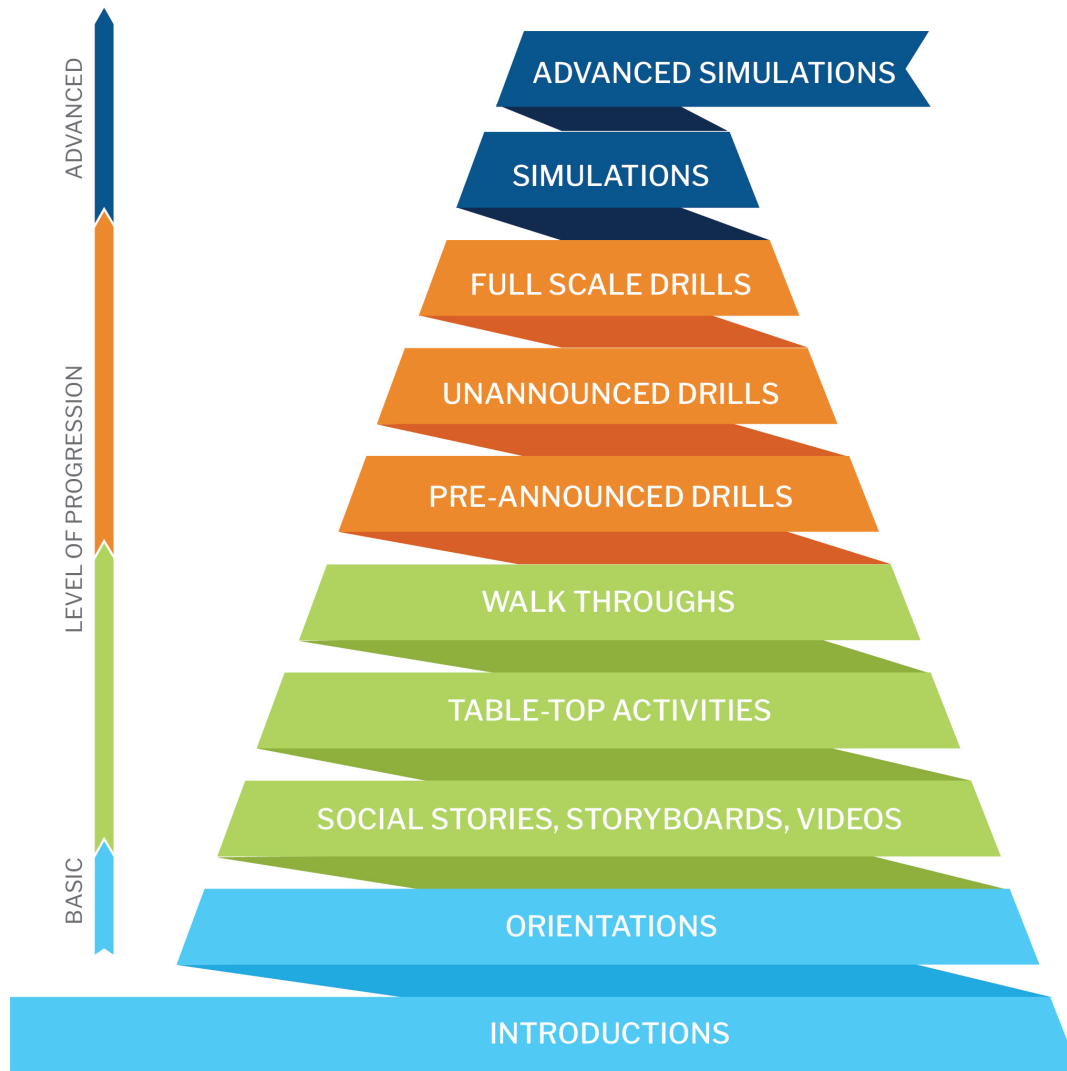 ADVANCED SIMULATIONS
SIMULATIONS
FULL SCALE DRILLS
UNANNOUNCED DRILLS
PRE-ANNOUNCED DRILLS
WALK THROUGHS
TABLE-TOP ACTIVITIES
SOCIAL STORIES, STORYBOARDS, VIDEOS
ORIENTATIONS
INTRODUCTIONS
ADVANCED
LEVEL OF PROGRESSION
BASIC